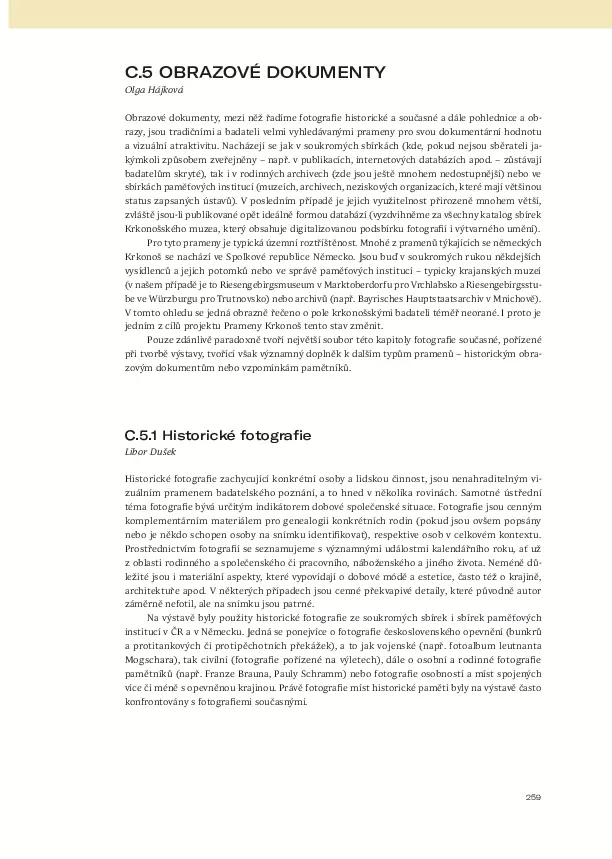 C.5 OBRAZOVÉ DOKUMENTY
Olga Hájková
Obrazové dokumenty, mezi něž řadíme fotografie historické a současné a dále pohlednice a ob-
razy, jsou tradičními a badateli velmi vyhledávanými prameny pro svou dokumentární hodnotu
a vizuální atraktivitu. Nacházejí se jak v soukromých sbírkách (kde, pokud nejsou sběrateli ja-
kýmkoli způsobem zveřejněny – např. v publikacích, internetových databázích apod. – zůstávají
badatelům skryté), tak i v rodinných archivech (zde jsou ještě mnohem nedostupnější) nebo ve
sbírkách paměťových institucí (muzeích, archivech, neziskových organizacích, které mají většinou
status zapsaných ústavů). V posledním případě je jejich využitelnost přirozeně mnohem větší,
zvláště jsou-li publikované opět ideálně formou databází (vyzdvihněme za všechny katalog sbírek
Krkonošského muzea, který obsahuje digitalizovanou podsbírku fotografií i výtvarného umění).
Pro tyto prameny je typická územní roztříštěnost. Mnohé z pramenů týkajících se německých
Krkonoš se nachází ve Spolkové republice Německo. Jsou buď v soukromých rukou někdejších
vysídlenců a jejich potomků nebo ve správě paměťových institucí – typicky krajanských muzeí
(v našem případě je to Riesengebirgsmuseum v Marktoberdorfu pro Vrchlabsko a Riesengebirgsstu-
be ve Würzburgu pro Trutnovsko) nebo archivů (např. Bayrisches Hauptstaatsarchiv v Mnichově).
V tomto ohledu se jedná obrazně řečeno o pole krkonošskými badateli téměř neorané. I proto je
jedním z cílů projektu Prameny Krkonoš tento stav změnit.
Pouze zdánlivě paradoxně tvoří největší soubor této kapitoly fotografie současné, pořízené
při tvorbě výstavy, tvořící však významný doplněk k dalším typům pramenů – historickým obra-
zovým dokumentům nebo vzpomínkám pamětníků.
C.5.1 Historické fotografie
Libor Dušek
Historické fotografie zachycující konkrétní osoby a lidskou činnost, jsou nenahraditelným vi-
zuálním pramenem badatelského poznání, a to hned v několika rovinách. Samotné ústřední
téma fotografie bývá určitým indikátorem dobové společenské situace. Fotografie jsou cenným
komplementárním materiálem pro genealogii konkrétních rodin (pokud jsou ovšem popsány
nebo je někdo schopen osoby na snímku identifikovat), respektive osob v celkovém kontextu.
Prostřednictvím fotografií se seznamujeme s významnými událostmi kalendářního roku, ať už
z oblasti rodinného a společenského či pracovního, náboženského a jiného života. Neméně dů-
ležité jsou i materiální aspekty, které vypovídají o dobové módě a estetice, často též o krajině,
architektuře apod. V některých případech jsou cenné překvapivé detaily, které původně autor
záměrně nefotil, ale na snímku jsou patrné.
Na výstavě byly použity historické fotografie ze soukromých sbírek i sbírek paměťových
institucí v ČR a v Německu. Jedná se ponejvíce o fotografie československého opevnění (bunkrů
a protitankových či protipěchotních překážek), a to jak vojenské (např. fotoalbum leutnanta
Mogschara), tak civilní (fotografie pořízené na výletech), dále o osobní a rodinné fotografie
pamětníků (např. Franze Brauna, Pauly Schramm) nebo fotografie osobností a míst spojených
více či méně s opevněnou krajinou. Právě fotografie míst historické paměti byly na výstavě často
konfrontovány s fotografiemi současnými.
259